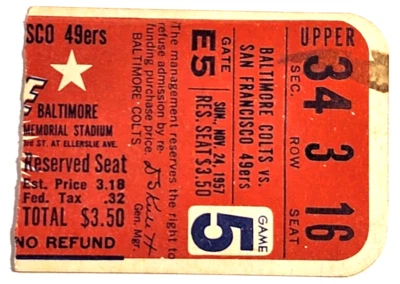 SCO 49ers
BALTIMORE
MEMORIAL STADIUM
ST. AT ELLERSLIE AVE.
Reserved Seat
Est. Price 3.18
Fed. Tax .32
TOTAL $3.50
NO REFUND
The management reserves the right to
refuse admission by re-
funding purchase price.
BALTIMORE COLTS
Gen. Mgr.
GATE
E5
SUN. NOV. 24, 1957
RES. SEAT $3.50
BALTIMORE COLTS VS.
SAN FRANCISCO 49ers
GAME
5
UPPER
34 SEC.
3 ROW
16 SEAT